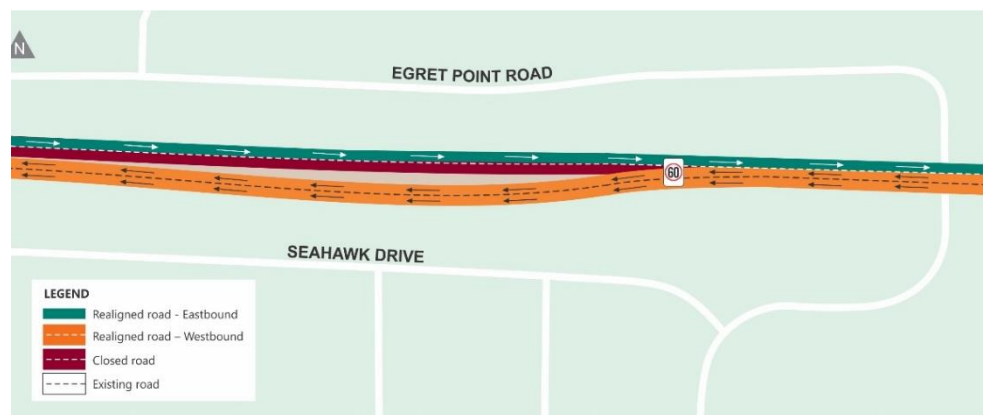 N
EGRET POINT ROAD
60
SEAHAWK DRIVE
LEGEND
Realigned road - Eastbound
Realigned road – Westbound
Closed road
Existing road